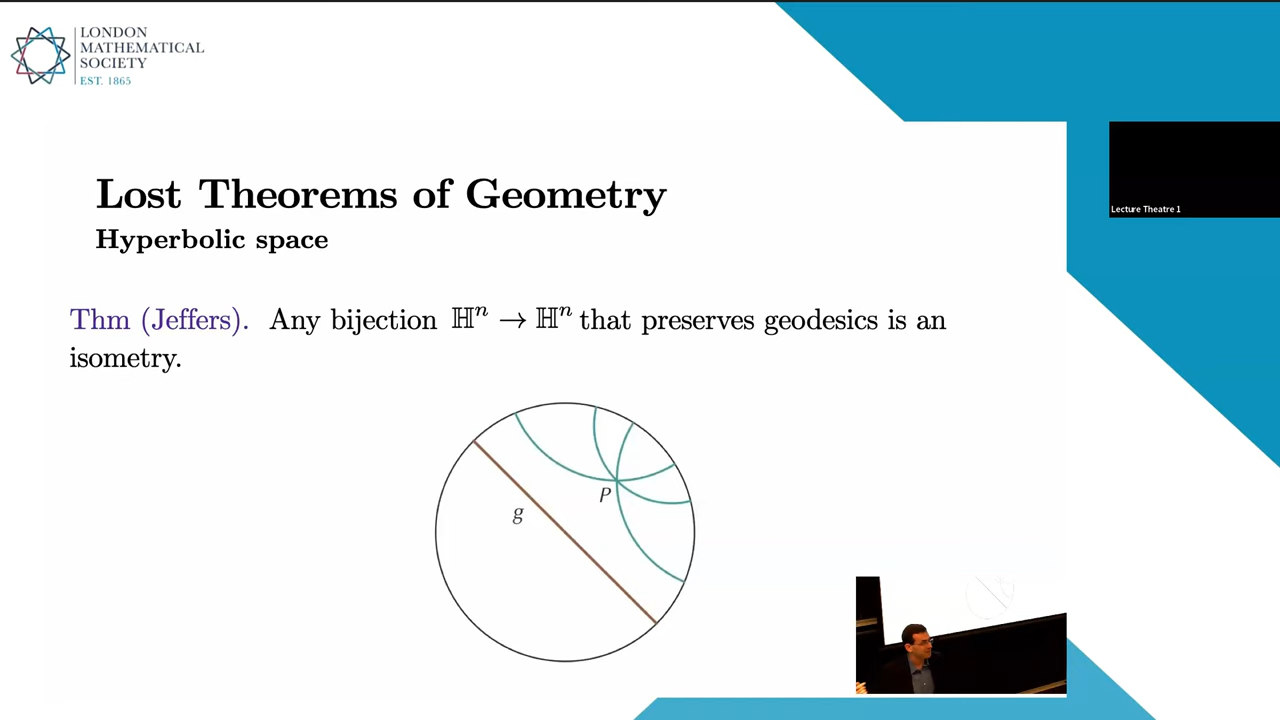 LONDON
MATHEMATICAL
SOCIETY
EST. 1865
Lecture Theatre 1
Lost Theorems of Geometry
Hyperbolic space
Thm (Jeffers). Any bijection ℍⁿ → ℍⁿ that preserves geodesics is an
isometry.
P
g